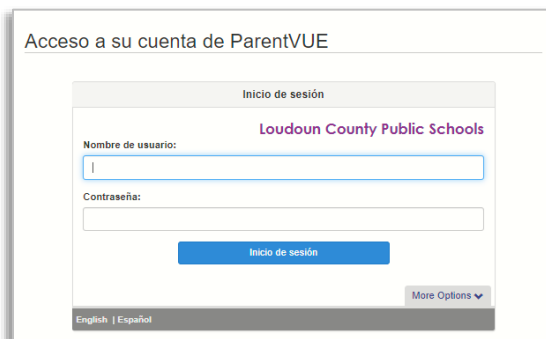 Acceso a su cuenta de ParentVUE
Inicio de sesión
Loudoun County Public Schools
Nombre de usuario:
Contraseña:
Inicio de sesión
More Options
English | Español